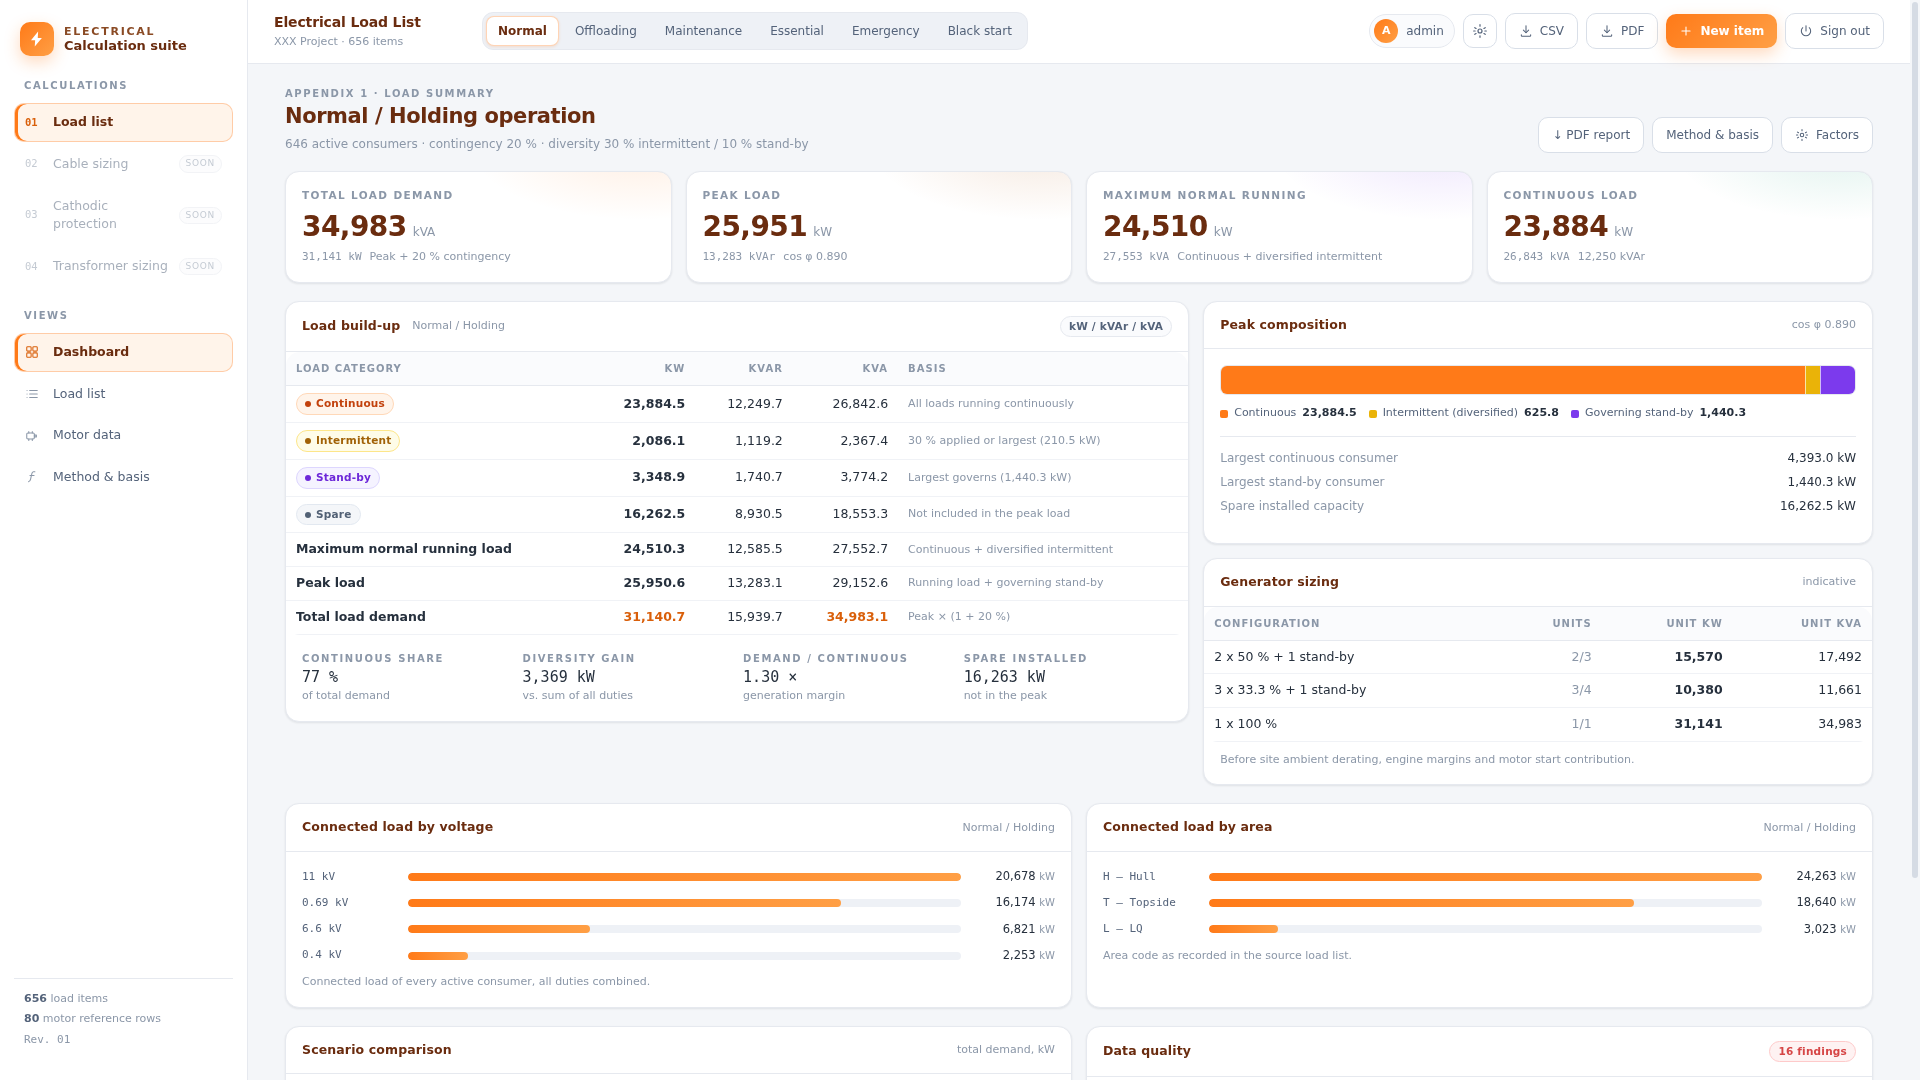 ELECTRICAL
Calculation suite
CALCULATIONS
01 Load list
02 Cable sizing SOON
03 Cathodic protection SOON
04 Transformer sizing SOON
VIEWS
Dashboard
Load list
Motor data
Method & basis
656 load items
80 motor reference rows
Rev. 01
Electrical Load List
XXX Project · 656 items
Normal Offloading Maintenance Essential Emergency Black start
A admin CSV PDF + New item Sign out
APPENDIX 1 · LOAD SUMMARY
Normal / Holding operation
646 active consumers · contingency 20 % · diversity 30 % intermittent / 10 % stand-by
↓ PDF report Method & basis Factors
TOTAL LOAD DEMAND
34,983 kVA
31,141 kW Peak + 20 % contingency
PEAK LOAD
25,951 kW
13,283 kVAr cos φ 0.890
MAXIMUM NORMAL RUNNING
24,510 kW
27,553 kVA Continuous + diversified intermittent
CONTINUOUS LOAD
23,884 kW
26,843 kVA 12,250 kVAr
Load build-up Normal / Holding kW / kVAr / kVA
LOAD CATEGORY KW KVAR KVA BASIS
Continuous 23,884.5 12,249.7 26,842.6 All loads running continuously
Intermittent 2,086.1 1,119.2 2,367.4 30 % applied or largest (210.5 kW)
Stand-by 3,348.9 1,740.7 3,774.2 Largest governs (1,440.3 kW)
Spare 16,262.5 8,930.5 18,553.3 Not included in the peak load
Maximum normal running load 24,510.3 12,585.5 27,552.7 Continuous + diversified intermittent
Peak load 25,950.6 13,283.1 29,152.6 Running load + governing stand-by
Total load demand 31,140.7 15,939.7 34,983.1 Peak × (1 + 20 %)
CONTINUOUS SHARE
77 %
of total demand
DIVERSITY GAIN
3,369 kW
vs. sum of all duties
DEMAND / CONTINUOUS
1.30 ×
generation margin
SPARE INSTALLED
16,263 kW
not in the peak
Peak composition cos φ 0.890
Continuous 23,884.5 Intermittent (diversified) 625.8 Governing stand-by 1,440.3
Largest continuous consumer 4,393.0 kW
Largest stand-by consumer 1,440.3 kW
Spare installed capacity 16,262.5 kW
Generator sizing indicative
CONFIGURATION UNITS UNIT KW UNIT KVA
2 x 50 % + 1 stand-by 2/3 15,570 17,492
3 x 33.3 % + 1 stand-by 3/4 10,380 11,661
1 x 100 % 1/1 31,141 34,983
Before site ambient derating, engine margins and motor start contribution.
Connected load by voltage Normal / Holding
11 kV 20,678 kW
0.69 kV 16,174 kW
6.6 kV 6,821 kW
0.4 kV 2,253 kW
Connected load of every active consumer, all duties combined.
Connected load by area Normal / Holding
H — Hull 24,263 kW
T — Topside 18,640 kW
L — LQ 3,023 kW
Area code as recorded in the source load list.
Scenario comparison total demand, kW
Data quality 16 findings